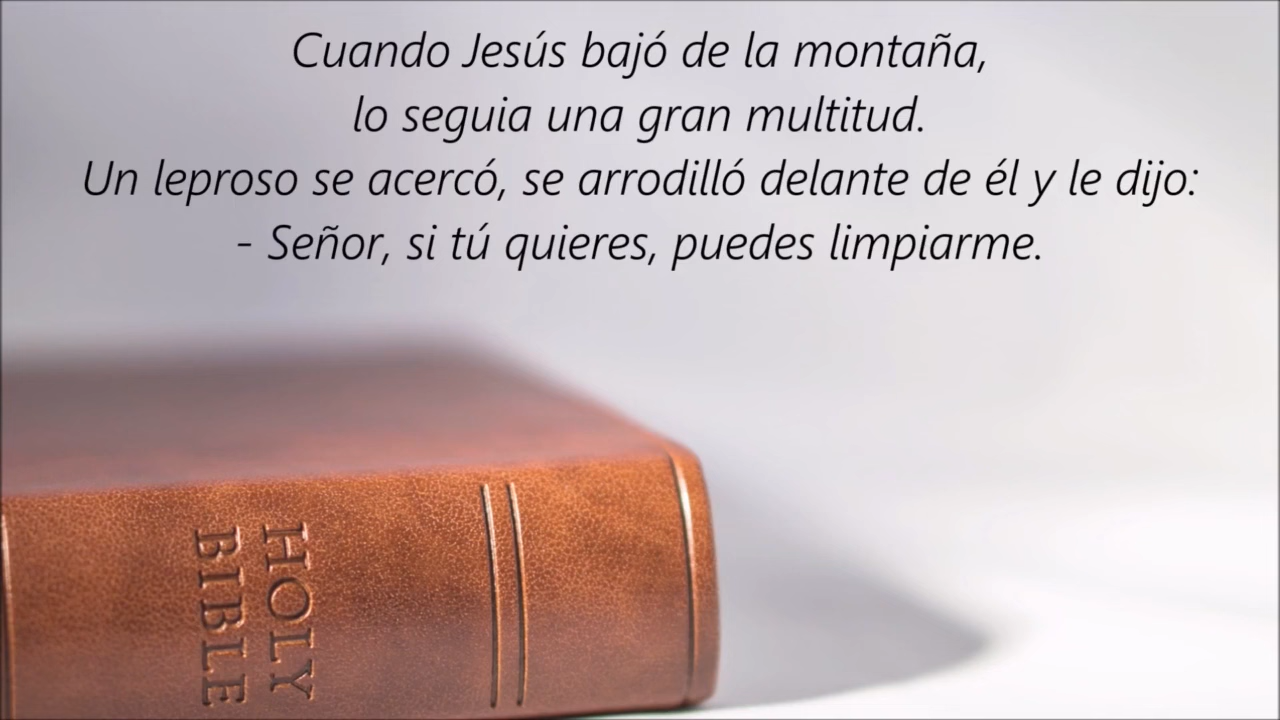 Cuando Jesús bajó de la montaña,
lo seguia una gran multitud.
Un leproso se acercó, se arrodilló delante de él y le dijo:
- Señor, si tú quieres, puedes limpiarme.
HOLY
BIBLE